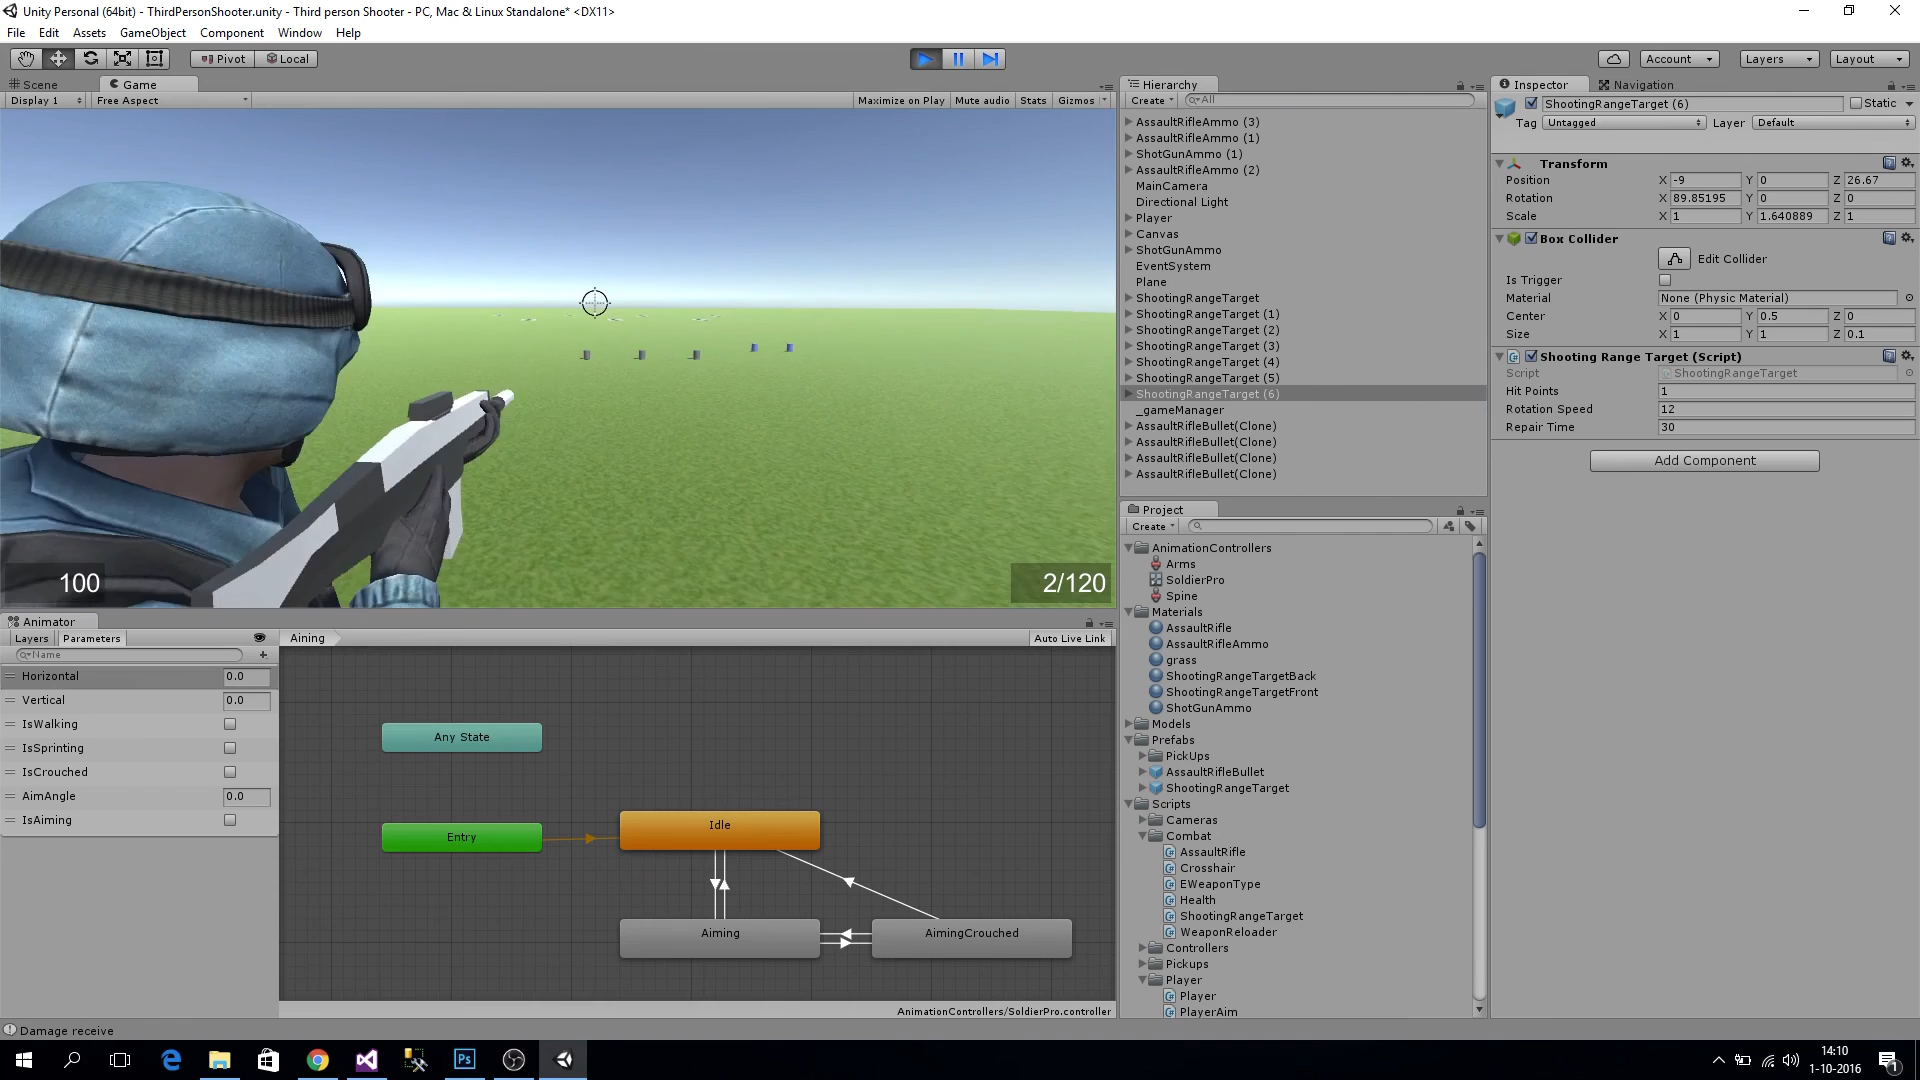 Unity Personal (64bit) - ThirdPersonShooter.unity - Third person Shooter - PC, Mac & Linux Standalone* <DX11>
File Edit Assets GameObject Component Window Help
Pivot Local Account Layers Layout
Scene Game
Display 1 Free Aspect Maximize on Play Mute audio Stats Gizmos
100
2/120
Animator
Layers Parameters Aining Auto Live Link
Name
Horizontal 0.0
Vertical 0.0
IsWalking
IsSprinting
IsCrouched
AimAngle 0.0
IsAiming
Any State
Entry
Idle
Aiming
AimingCrouched
AnimationControllers/SoldierPro.controller
Hierarchy
Create All
AssaultRifleAmmo (3)
AssaultRifleAmmo (1)
ShotGunAmmo (1)
AssaultRifleAmmo (2)
MainCamera
Directional Light
Player
Canvas
ShotGunAmmo
EventSystem
Plane
ShootingRangeTarget
ShootingRangeTarget (1)
ShootingRangeTarget (2)
ShootingRangeTarget (3)
ShootingRangeTarget (4)
ShootingRangeTarget (5)
ShootingRangeTarget (6)
_gameManager
AssaultRifleBullet(Clone)
AssaultRifleBullet(Clone)
AssaultRifleBullet(Clone)
AssaultRifleBullet(Clone)
Project
Create
AnimationControllers
Arms
SoldierPro
Spine
Materials
AssaultRifle
AssaultRifleAmmo
grass
ShootingRangeTargetBack
ShootingRangeTargetFront
ShotGunAmmo
Models
Prefabs
PickUps
AssaultRifleBullet
ShootingRangeTarget
Scripts
Cameras
Combat
AssaultRifle
Crosshair
EWeaponType
Health
ShootingRangeTarget
WeaponReloader
Controllers
Pickups
Player
Player
PlayerAim
Inspector Navigation
ShootingRangeTarget (6) Static
Tag Untagged Layer Default
Transform
Position X -9 Y 0 Z 26.67
Rotation X 89.85195 Y 0 Z 0
Scale X 1 Y 1.640889 Z 1
Box Collider
Edit Collider
Is Trigger
Material None (Physic Material)
Center X 0 Y 0.5 Z 0
Size X 1 Y 1 Z 0.1
Shooting Range Target (Script)
Script ShootingRangeTarget
Hit Points 1
Rotation Speed 12
Repair Time 30
Add Component
Damage receive
Ps
14:10
1-10-2016
1